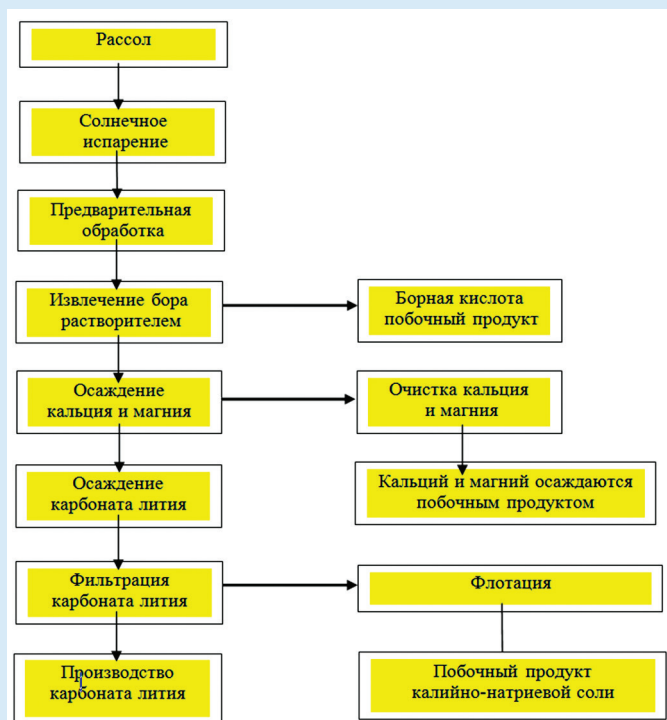 Рассол
Солнечное
испарение
Предварительная
обработка
Извлечение бора
растворителем
Борная кислота
побочный продукт
Осаждение
кальция и магния
Очистка кальция
и магния
Осаждение
карбоната лития
Кальций и магний осаждаются
побочным продуктом
Фильтрация
карбоната лития
Флотация
Производство
карбоната лития
Побочный продукт
калийно-натриевой соли